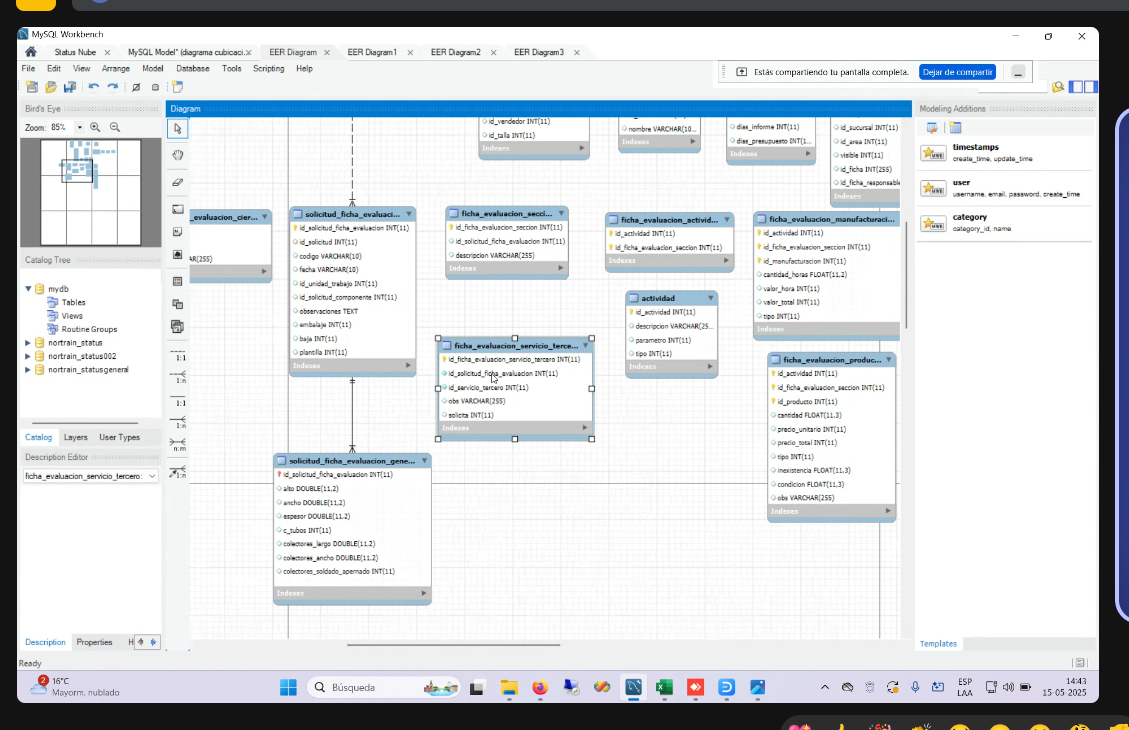 MySQL Workbench
Status Nube
MySQL Model* (diagrama cubicaci..
EER Diagram
EER Diagram1
EER Diagram2
EER Diagram3
File Edit View Arrange Model Database Tools Scripting Help
Estás compartiendo tu pantalla completa.
Dejar de compartir
Bird's Eye
Zoom: 85%
Catalog Tree
mydb
Tables
Views
Routine Groups
nortrain_status
nortrain_status002
nortrain_statusgeneral
Catalog Layers User Types
Description Editor
ficha_evaluacion_servicio_tercero:
Description Properties H
Diagram
1:1
1:n
1:1
1:n
n:m
1:n
id_vendedor INT(11)
id_talla INT(11)
Indexes
nombre VARCHAR(10...
Indexes
dias_informe INT(11)
dias_presupuesto INT(1...
Indexes
id_sucursal INT(11)
id_area INT(11)
visible INT(11)
id_ficha INT(255)
id_ficha_responsable
Indexes
_evaluacion_cier...
AR(255)
solicitud_ficha_evaluaci...
id_solicitud_ficha_evaluacion INT(11)
id_solicitud INT(11)
codigo VARCHAR(10)
fecha VARCHAR(10)
id_unidad_trabajo INT(11)
id_solicitud_componente INT(11)
observaciones TEXT
embalaje INT(11)
baja INT(11)
plantilla INT(11)
Indexes
ficha_evaluacion_secci...
id_ficha_evaluacion_seccion INT(11)
id_solicitud_ficha_evaluacion INT(11)
descripcion VARCHAR(255)
Indexes
ficha_evaluacion_activid...
id_actividad INT(11)
id_ficha_evaluacion_seccion INT(11)
Indexes
ficha_evaluacion_manufacturaci...
id_actividad INT(11)
id_ficha_evaluacion_seccion INT(11)
id_manufacturacion INT(11)
cantidad_horas FLOAT(11,2)
valor_hora INT(11)
valor_total INT(11)
tipo INT(11)
Indexes
actividad
id_actividad INT(11)
descripcion VARCHAR(25...
parametro INT(11)
tipo INT(11)
Indexes
ficha_evaluacion_servicio_terce...
id_ficha_evaluacion_servicio_tercero INT(11)
id_solicitud_ficha_evaluacion INT(11)
id_servicio_tercero INT(11)
obs VARCHAR(255)
solicita INT(11)
Indexes
ficha_evaluacion_produc...
id_actividad INT(11)
id_ficha_evaluacion_seccion INT(11)
id_producto INT(11)
cantidad FLOAT(11,3)
precio_unitario INT(11)
precio_total INT(11)
tipo INT(11)
inexistencia FLOAT(11,3)
condicion FLOAT(11,3)
obs VARCHAR(255)
Indexes
solicitud_ficha_evaluacion_gene...
id_solicitud_ficha_evaluacion INT(11)
alto DOUBLE(11,2)
ancho DOUBLE(11,2)
espesor DOUBLE(11,2)
c_tubos INT(11)
colectores_largo DOUBLE(11,2)
colectores_ancho DOUBLE(11,2)
colectores_soldado_apernado INT(11)
Indexes
Modeling Additions
timestamps
create_time, update_time
user
username, email, password, create_time
category
category_id, name
Templates
Ready
2
16°C
Mayorm. nublado
Búsqueda
ESP
LAA
14:43
15-05-2025